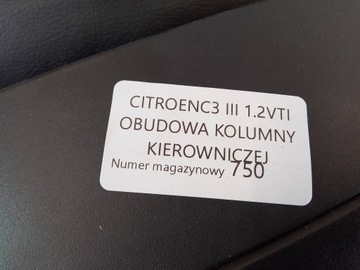 CITROENC3 III 1.2VTI
OBUDOWA KOLUMNY
KIEROWNICZEJ
Numer magazynowy 750